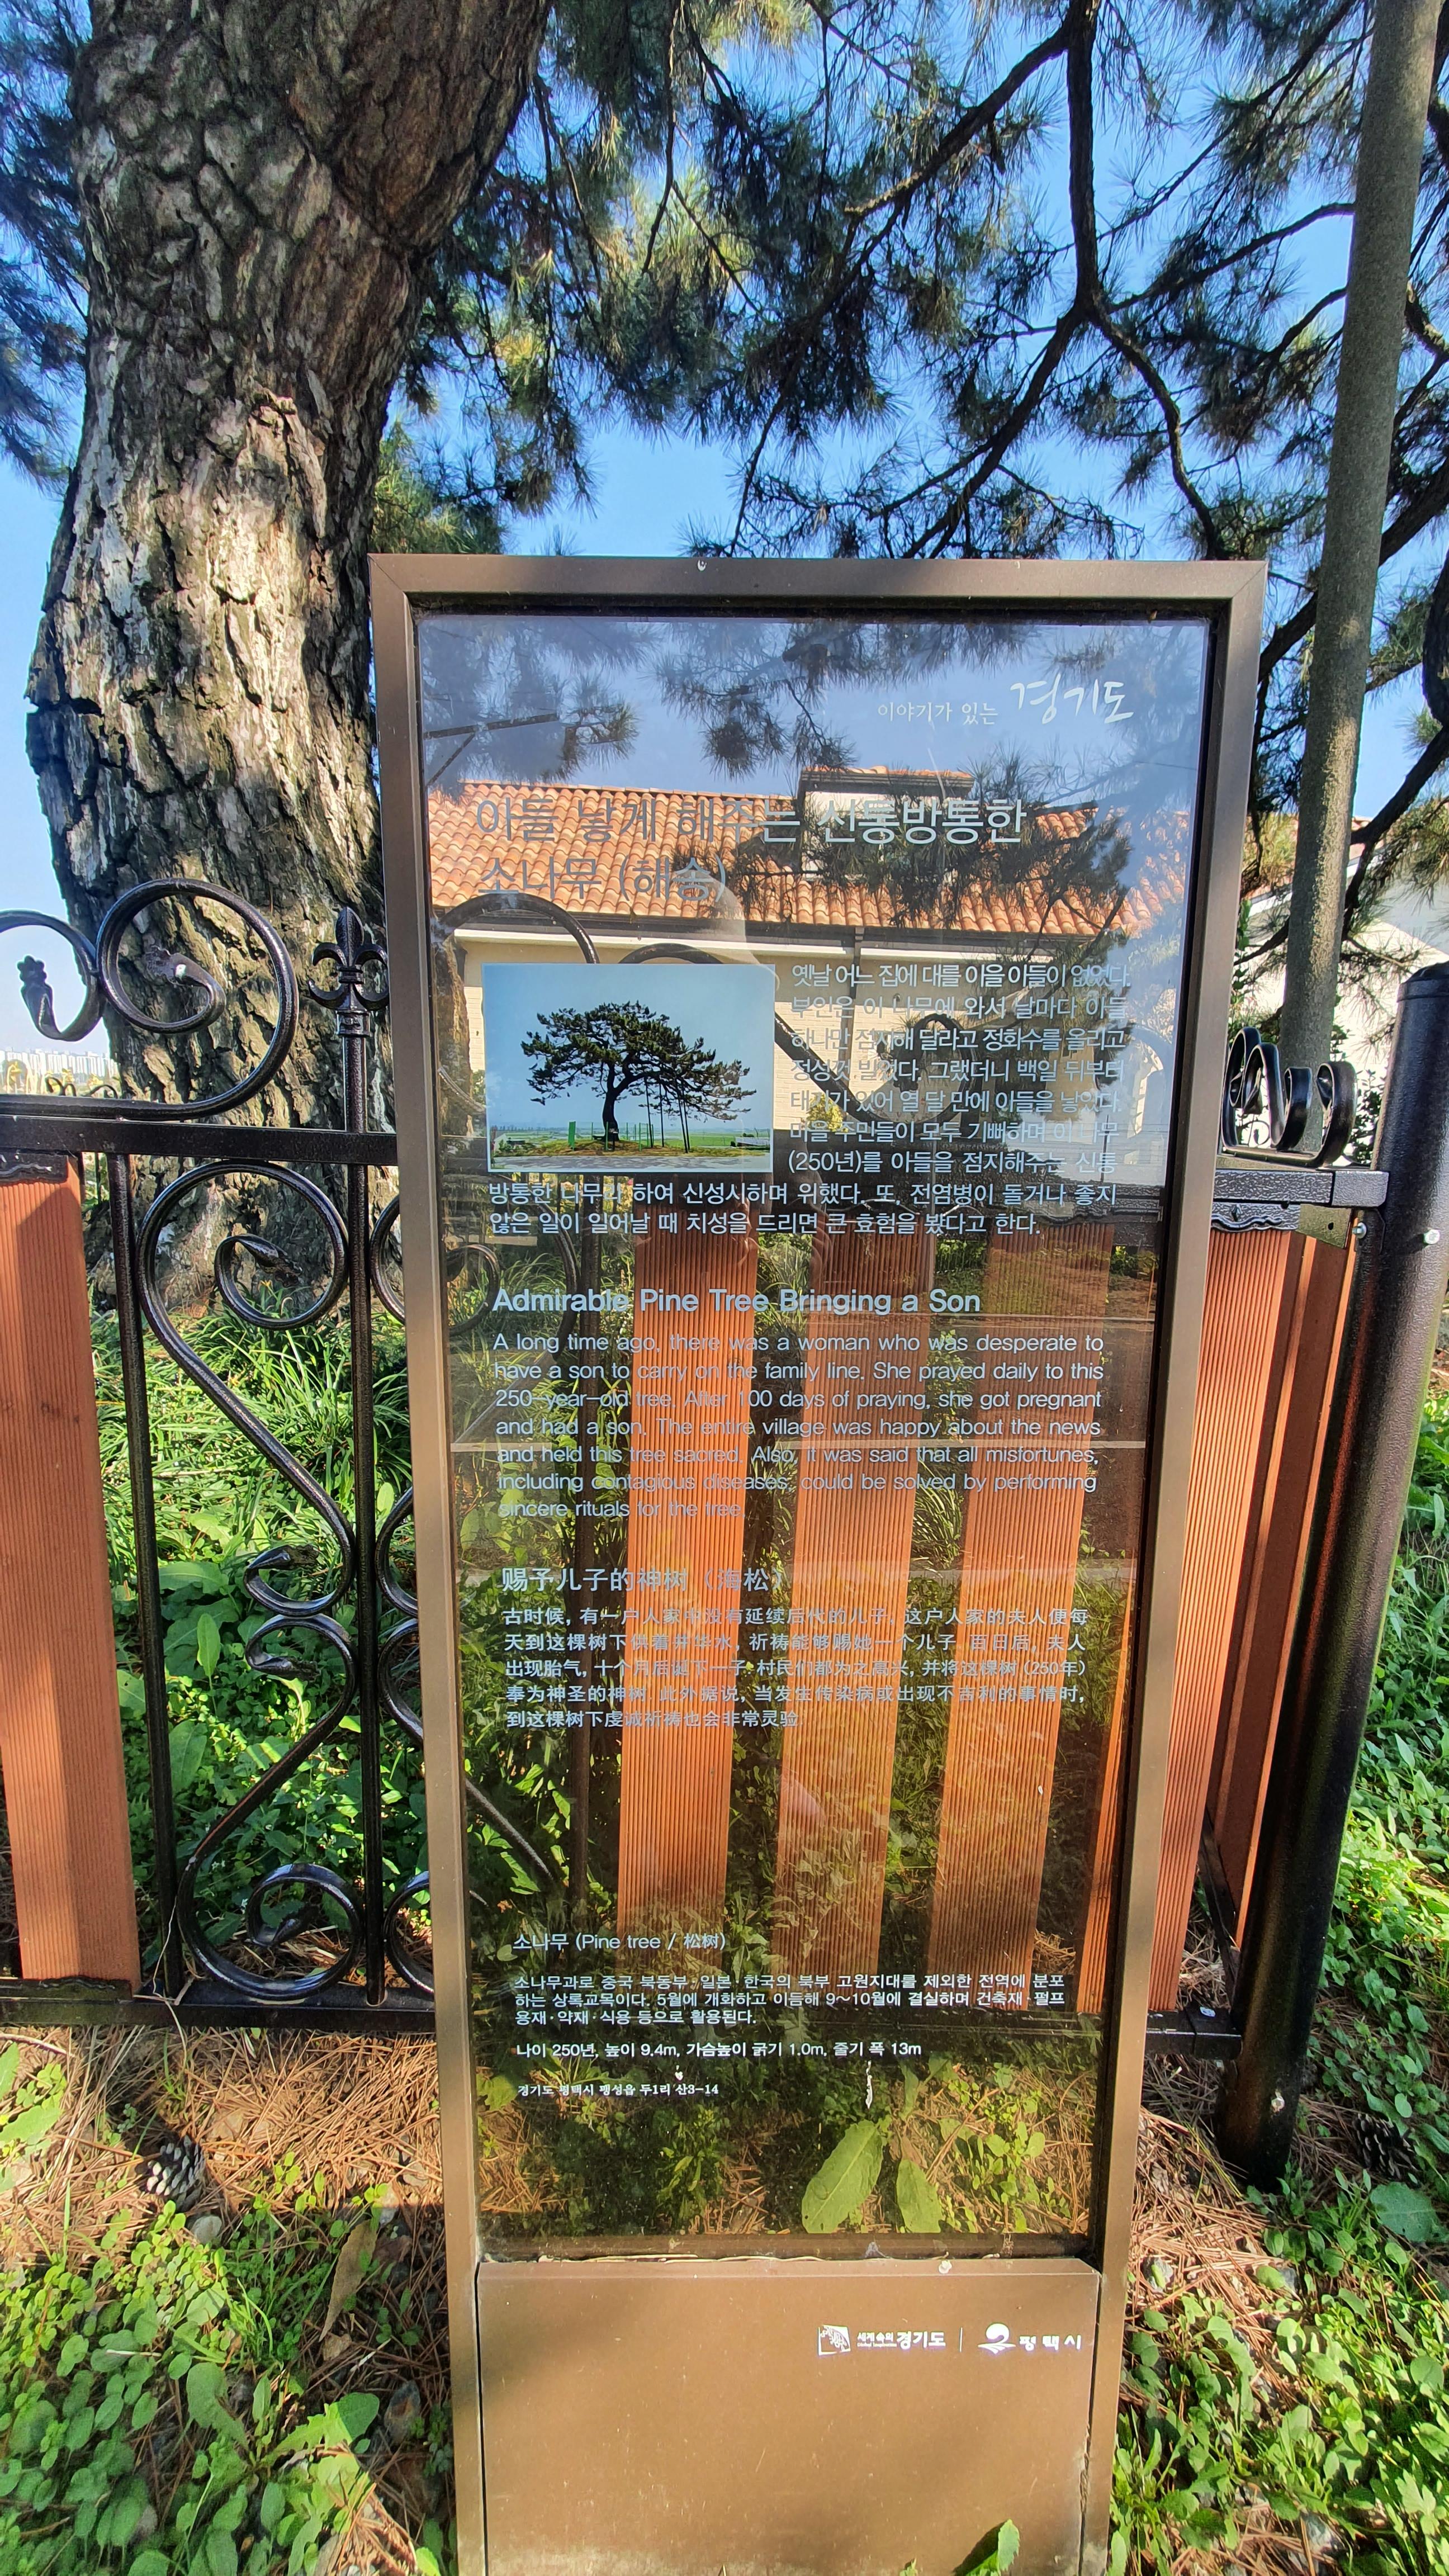 이야기가 있는 경기도
아들 낳게 해주는 신통방통한
소나무 (해송)
옛날 어느 집에 대를 이을 아들이 없었다.
부인은 이 나무에 와서 날마다 아들
하나만 점지해 달라고 정화수를 올리고
정성껏 빌었다. 그랬더니 백일 뒤부터
태기가 있어 열 달 만에 아들을 낳았다.
마을 주민들이 모두 기뻐하며 이 나무
(250년)를 아들을 점지해주는 신통
방통한 나무라 하여 신성시하며 위했다. 또, 전염병이 돌거나 좋지
않은 일이 일어날 때 치성을 드리면 큰 효험을 봤다고 한다.
Admirable Pine Tree Bringing a Son
A long time ago, there was a woman who was desperate to
have a son to carry on the family line. She prayed daily to this
250-year-old tree. After 100 days of praying, she got pregnant
and had a son. The entire village was happy about the news
and held this tree sacred. Also, it was said that all misfortunes,
including contagious diseases, could be solved by performing
sincere rituals for the tree.
赐予儿子的神树（海松）
古时候, 有一户人家中没有延续后代的儿子. 这户人家的夫人便每
天到这棵树下供着井华水, 祈祷能够赐她一个儿子. 百日后, 夫人
出现胎气, 十个月后诞下一子. 村民们都为之高兴, 并将这棵树 (250年)
奉为神圣的神树. 此外据说, 当发生传染病或出现不吉利的事情时,
到这棵树下虔诚祈祷也会非常灵验.
소나무 (Pine tree / 松树)
소나무과로 중국 북동부·일본·한국의 북부 고원지대를 제외한 전역에 분포
하는 상록교목이다. 5월에 개화하고 이듬해 9~10월에 결실하며 건축재·펄프
용재·약재·식용 등으로 활용된다.
나이 250년, 높이 9.4m, 가슴높이 굵기 1.0m, 줄기 폭 13m
경기도 평택시 팽성읍 두1리 산3-14
세계속의 경기도 평택시